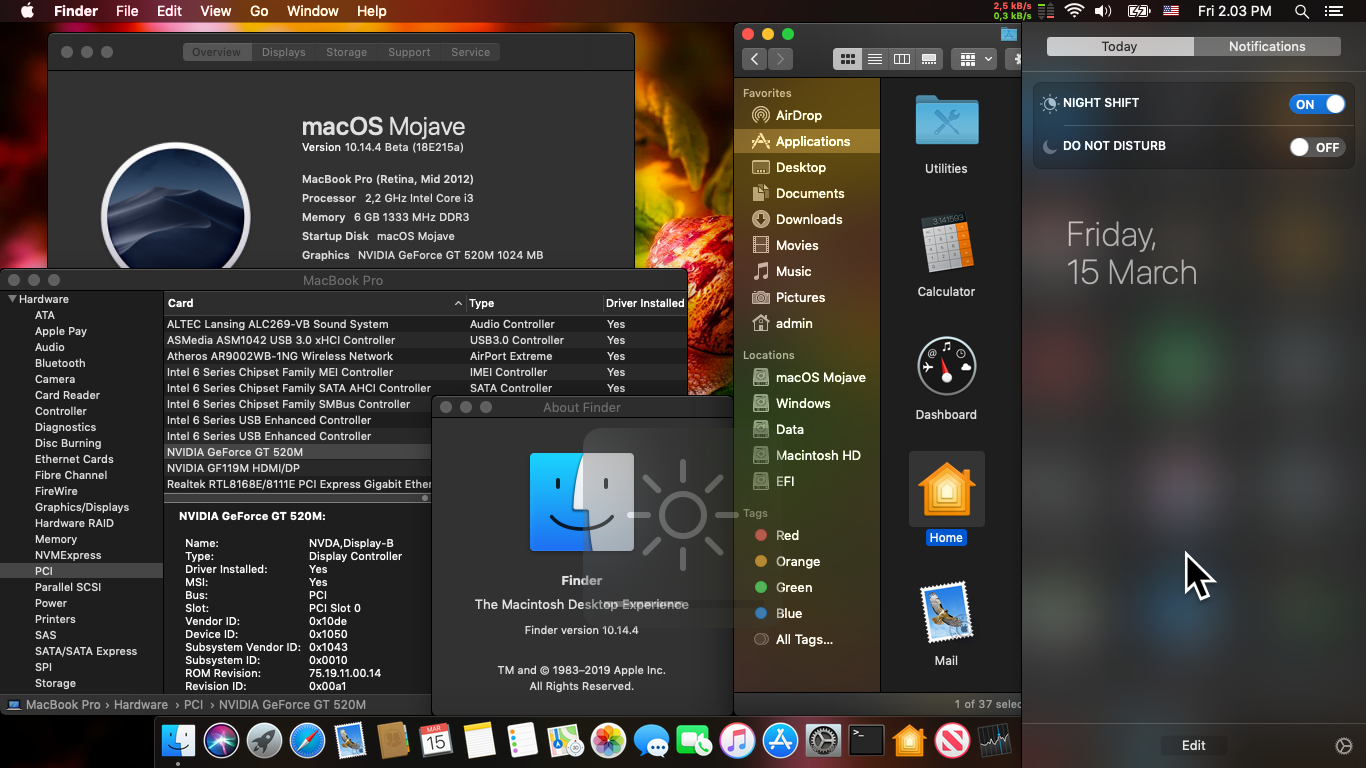 Finder File Edit View Go Window Help
2,5 kB/s
0,3 kB/s
Fri 2.03 PM
Overview Displays Storage Support Service
macOS Mojave
Version 10.14.4 Beta (18E215a)
MacBook Pro (Retina, Mid 2012)
Processor 2,2 GHz Intel Core i3
Memory 6 GB 1333 MHz DDR3
Startup Disk macOS Mojave
Graphics NVIDIA GeForce GT 520M 1024 MB
MacBook Pro
Hardware
ATA
Apple Pay
Audio
Bluetooth
Camera
Card Reader
Controller
Diagnostics
Disc Burning
Ethernet Cards
Fibre Channel
FireWire
Graphics/Displays
Hardware RAID
Memory
NVMExpress
PCI
Parallel SCSI
Power
Printers
SAS
SATA/SATA Express
SPI
Storage
Card Type Driver Installed
ALTEC Lansing ALC269-VB Sound System Audio Controller Yes
ASMedia ASM1042 USB 3.0 xHCI Controller USB3.0 Controller Yes
Atheros AR9002WB-1NG Wireless Network AirPort Extreme Yes
Intel 6 Series Chipset Family MEI Controller IMEI Controller Yes
Intel 6 Series Chipset Family SATA AHCI Controller SATA Controller Yes
Intel 6 Series Chipset Family SMBus Controller
Intel 6 Series USB Enhanced Controller
Intel 6 Series USB Enhanced Controller
NVIDIA GeForce GT 520M
NVIDIA GF119M HDMI/DP
Realtek RTL8168E/8111E PCI Express Gigabit Ether
NVIDIA GeForce GT 520M:
Name: NVDA,Display-B
Type: Display Controller
Driver Installed: Yes
MSI: Yes
Bus: PCI
Slot: PCI Slot 0
Vendor ID: 0x10de
Device ID: 0x1050
Subsystem Vendor ID: 0x1043
Subsystem ID: 0x0010
ROM Revision: 75.19.11.00.14
Revision ID: 0x00a1
MacBook Pro › Hardware › PCI › NVIDIA GeForce GT 520M
About Finder
Finder
The Macintosh Desktop Experience
Finder version 10.14.4
TM and © 1983–2019 Apple Inc.
All Rights Reserved.
Favorites
AirDrop
Applications
Desktop
Documents
Downloads
Movies
Music
Pictures
admin
Locations
macOS Mojave
Windows
Data
Macintosh HD
EFI
Tags
Red
Orange
Green
Blue
All Tags...
Utilities
3.141593
Calculator
Dashboard
Home
Mail
1 of 37 selec
Today Notifications
NIGHT SHIFT ON
DO NOT DISTURB OFF
Friday,
15 March
Edit
MAR
15